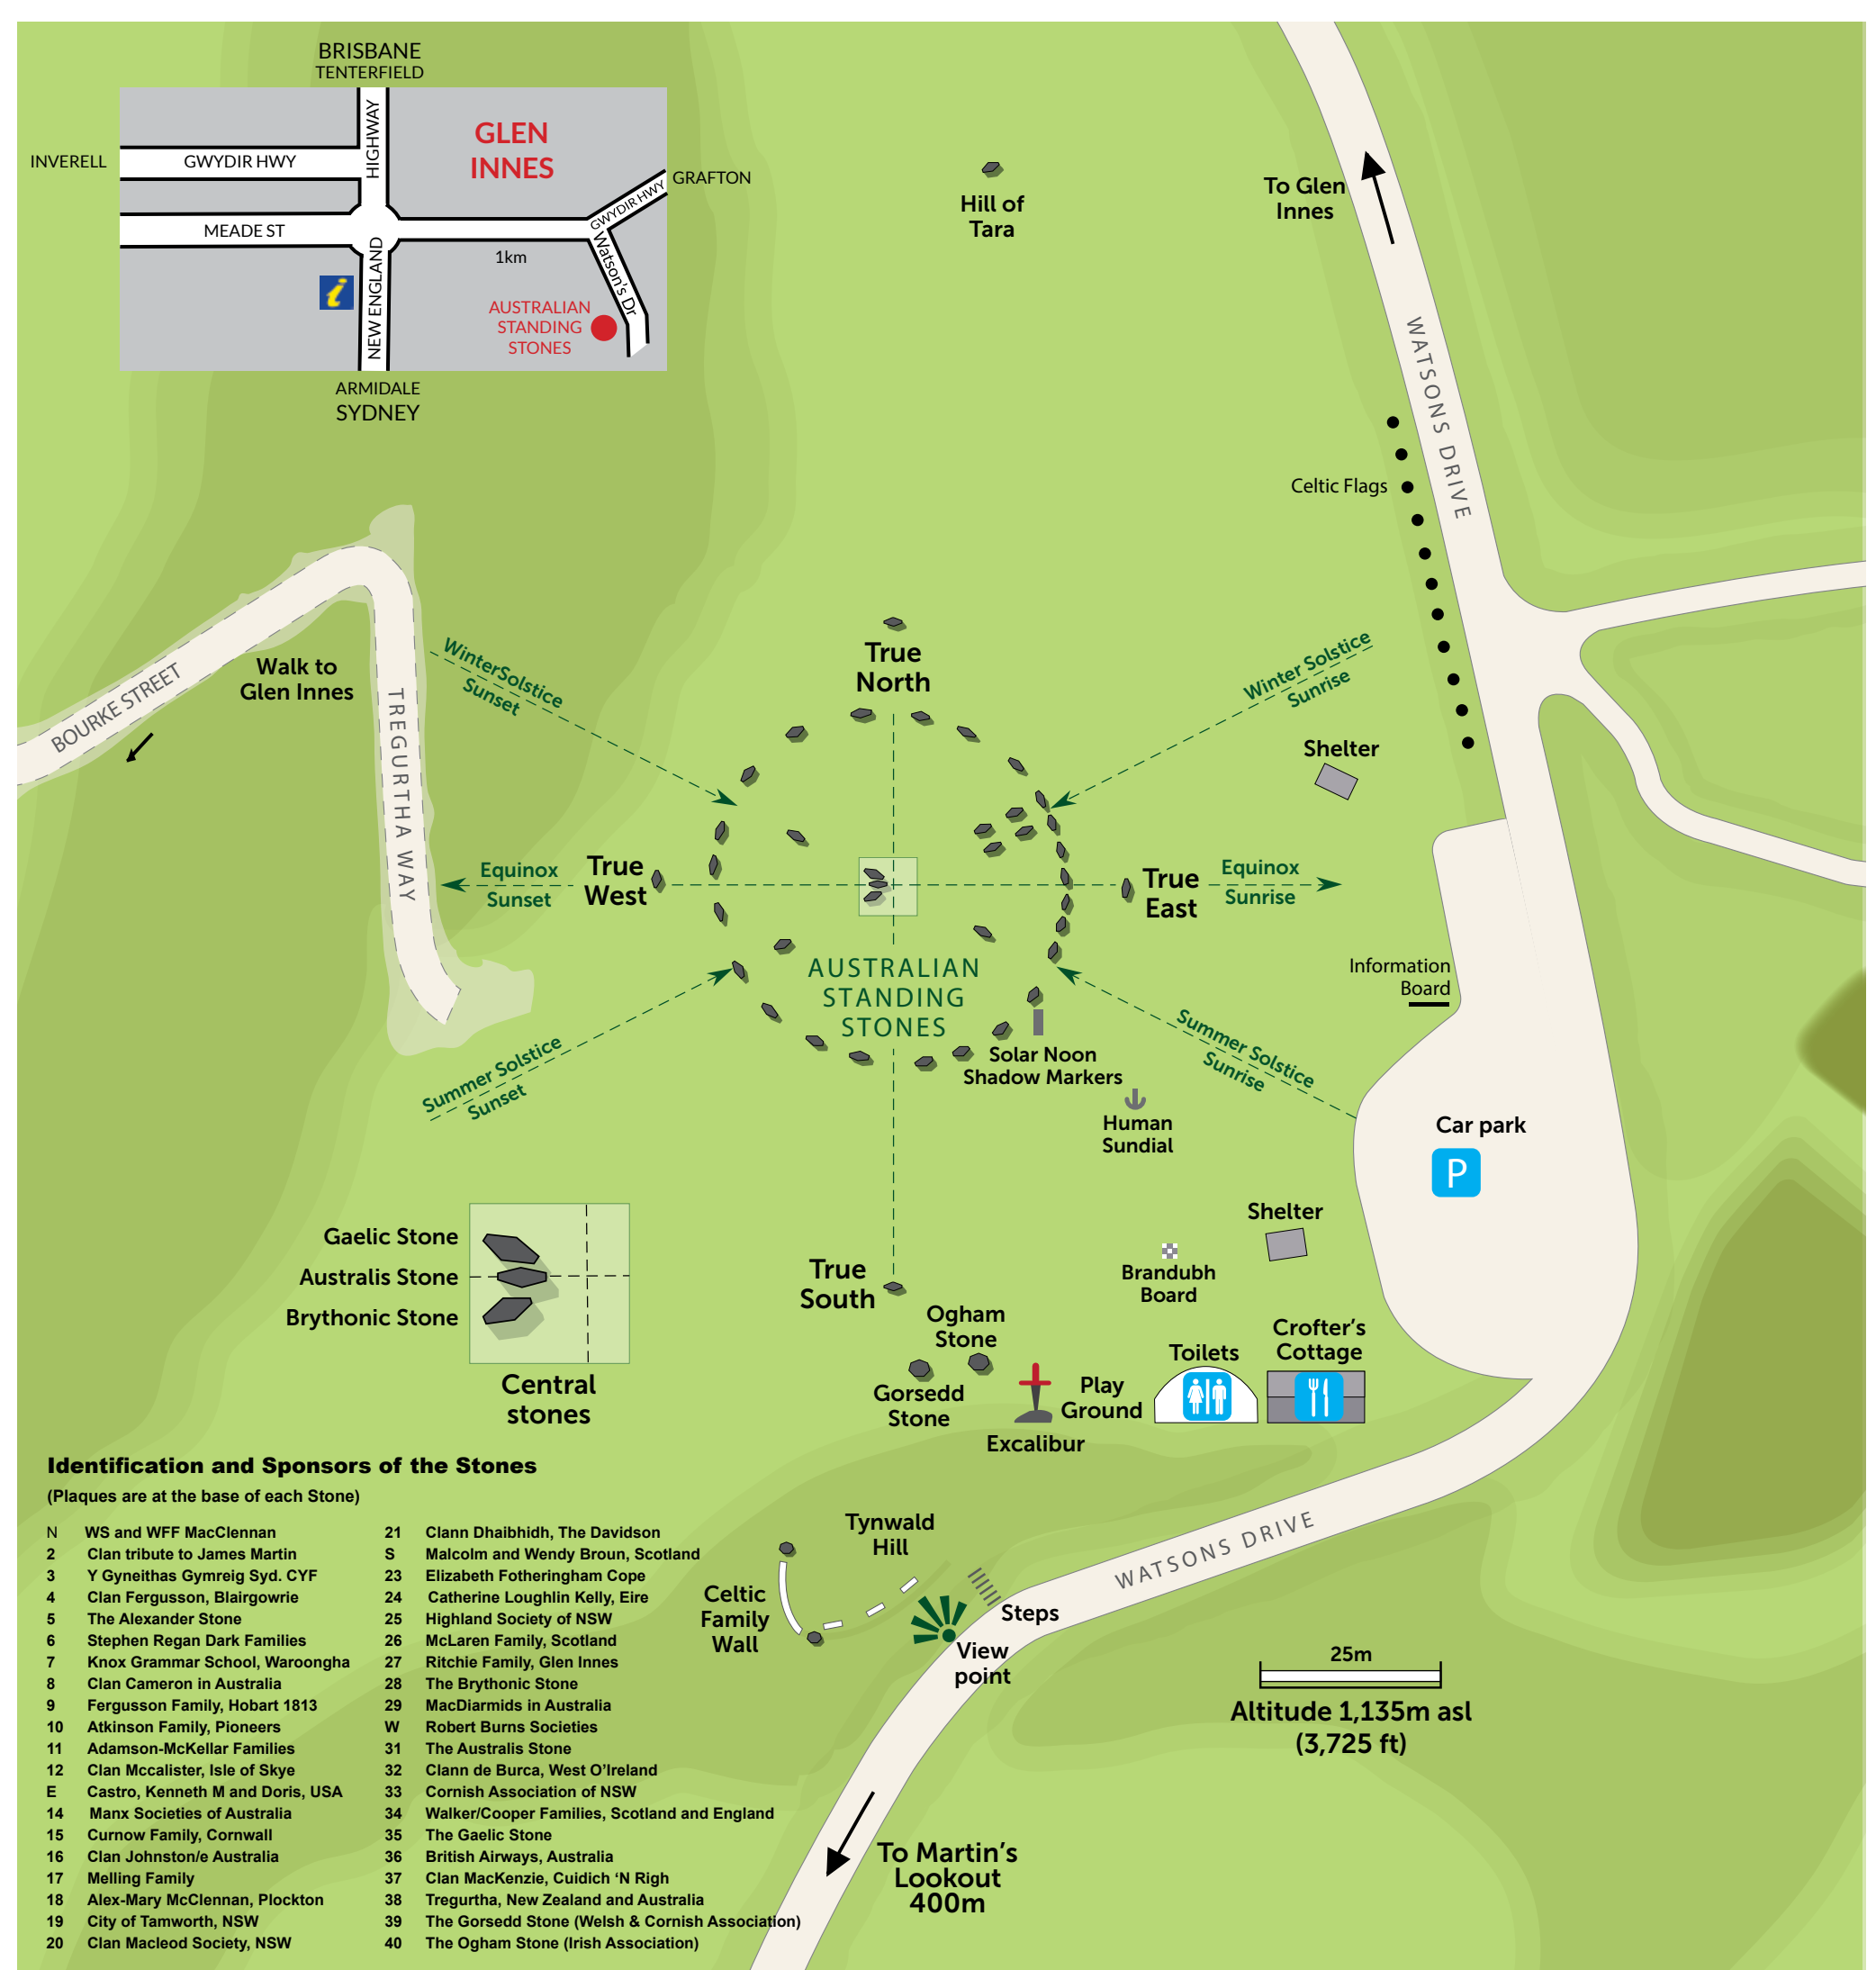 BRISBANE
TENTERFIELD
INVERELL
GWYDIR HWY
HIGHWAY
GLEN
INNES
GWYDIR HWY
GRAFTON
MEADE ST
1km
NEW ENGLAND
Watson's Dr
i
AUSTRALIAN
STANDING
STONES
ARMIDALE
SYDNEY
Hill of
Tara
To Glen
Innes
WATSONS DRIVE
Celtic Flags
Walk to
Glen Innes
BOURKE STREET
TREGURTHA WAY
WinterSolstice
Sunset
True
North
Winter Solstice
Sunrise
Shelter
Equinox
Sunset
True
West
True
East
Equinox
Sunrise
AUSTRALIAN
STANDING
STONES
Information
Board
Summer Solstice
Sunset
Solar Noon
Shadow Markers
Summer Solstice
Sunrise
Human
Sundial
Car park
P
Gaelic Stone
Australis Stone
Brythonic Stone
Central
stones
True
South
Shelter
Brandubh
Board
Ogham
Stone
Gorsedd
Stone
Excalibur
Play
Ground
Toilets
Crofter's
Cottage
Identification and Sponsors of the Stones
(Plaques are at the base of each Stone)
N WS and WFF MacClennan
2 Clan tribute to James Martin
3 Y Gyneithas Gymreig Syd. CYF
4 Clan Fergusson, Blairgowrie
5 The Alexander Stone
6 Stephen Regan Dark Families
7 Knox Grammar School, Waroongha
8 Clan Cameron in Australia
9 Fergusson Family, Hobart 1813
10 Atkinson Family, Pioneers
11 Adamson-McKellar Families
12 Clan Mccalister, Isle of Skye
E Castro, Kenneth M and Doris, USA
14 Manx Societies of Australia
15 Curnow Family, Cornwall
16 Clan Johnston/e Australia
17 Melling Family
18 Alex-Mary McClennan, Plockton
19 City of Tamworth, NSW
20 Clan Macleod Society, NSW
21 Clann Dhaibhidh, The Davidson
S Malcolm and Wendy Broun, Scotland
23 Elizabeth Fotheringham Cope
24 Catherine Loughlin Kelly, Eire
25 Highland Society of NSW
26 McLaren Family, Scotland
27 Ritchie Family, Glen Innes
28 The Brythonic Stone
29 MacDiarmids in Australia
W Robert Burns Societies
31 The Australis Stone
32 Clann de Burca, West O'Ireland
33 Cornish Association of NSW
34 Walker/Cooper Families, Scotland and England
35 The Gaelic Stone
36 British Airways, Australia
37 Clan MacKenzie, Cuidich 'N Righ
38 Tregurtha, New Zealand and Australia
39 The Gorsedd Stone (Welsh & Cornish Association)
40 The Ogham Stone (Irish Association)
Tynwald
Hill
Celtic
Family
Wall
Steps
View
point
WATSONS DRIVE
25m
Altitude 1,135m asl
(3,725 ft)
To Martin's
Lookout
400m